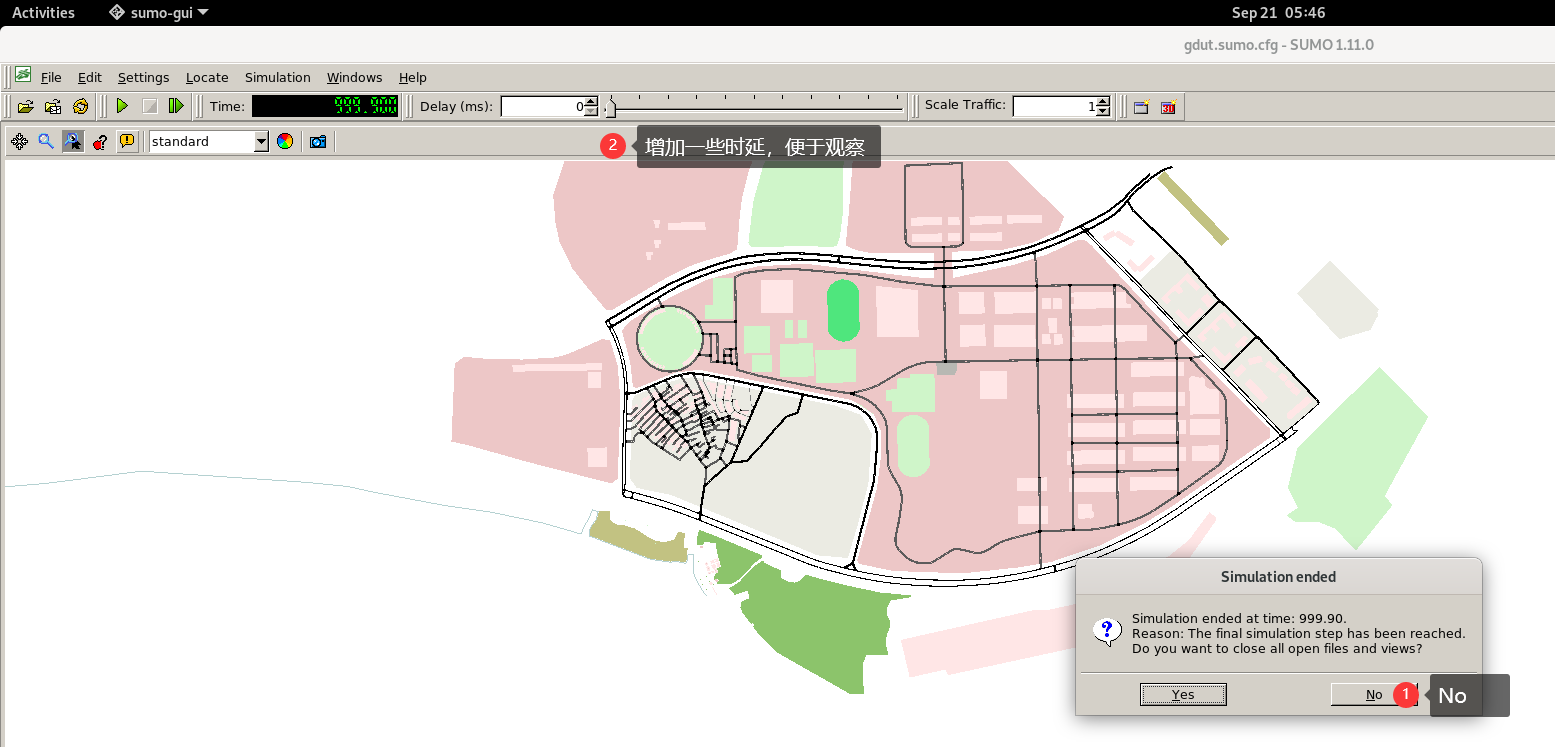 Activities
sumo-gui
Sep 21 05:46
gdut.sumo.cfg - SUMO 1.11.0
File Edit Settings Locate Simulation Windows Help
Time: 999.900 Delay (ms): 0 Scale Traffic: 1
standard
2 增加一些时延，便于观察
Simulation ended
Simulation ended at time: 999.90.
Reason: The final simulation step has been reached.
Do you want to close all open files and views?
Yes
No
1 No